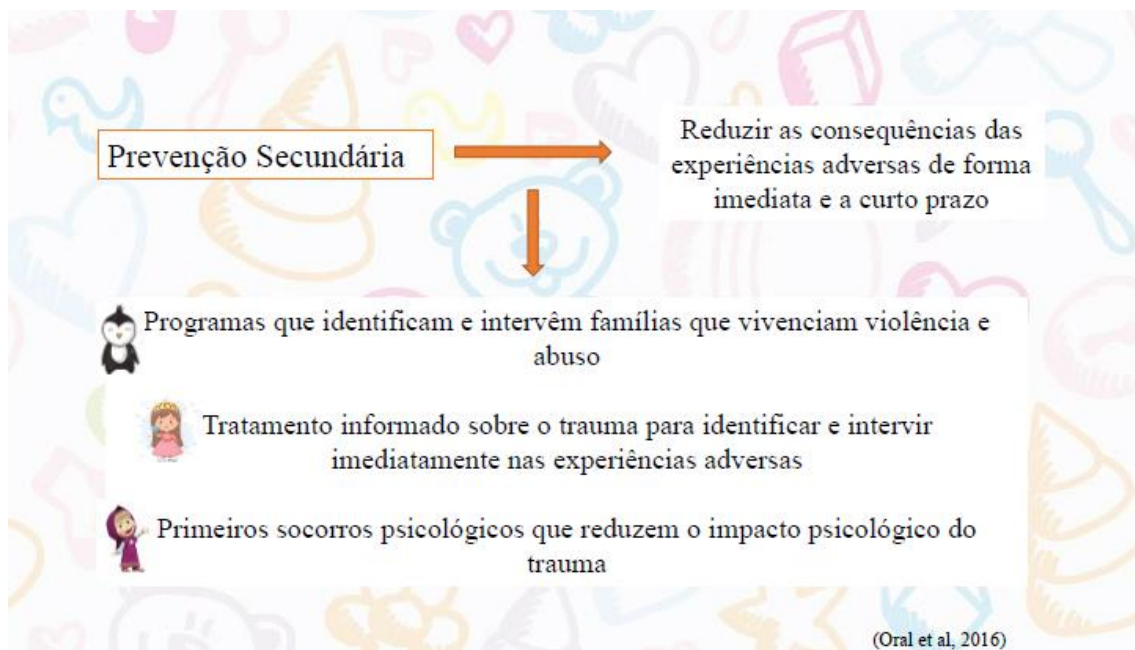 Prevenção Secundária
Reduzir as consequências das
experiências adversas de forma
imediata e a curto prazo
Programas que identificam e intervêm famílias que vivenciam violência e
abuso
Tratamento informado sobre o trauma para identificar e intervir
imediatamente nas experiências adversas
Primeiros socorros psicológicos que reduzem o impacto psicológico do
trauma
(Oral et al, 2016)